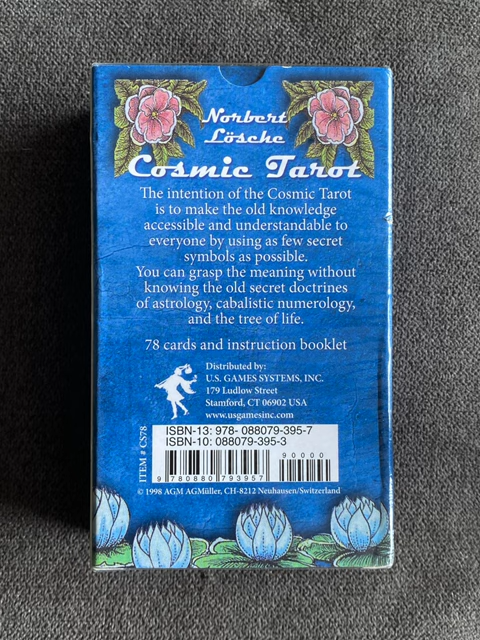 Norbert
Lösche
Cosmic Tarot
The intention of the Cosmic Tarot
is to make the old knowledge
accessible and understandable to
everyone by using as few secret
symbols as possible.
You can grasp the meaning without
knowing the old secret doctrines
of astrology, cabalistic numerology,
and the tree of life.
78 cards and instruction booklet
Distributed by:
U.S. GAMES SYSTEMS, INC.
179 Ludlow Street
Stamford, CT 06902 USA
www.usgamesinc.com
ITEM # CS78
ISBN-13: 978- 088079-395-7
ISBN-10: 088079-395-3
90000
9 780880 793957
© 1998 AGM AGMüller, CH-8212 Neuhausen/Switzerland